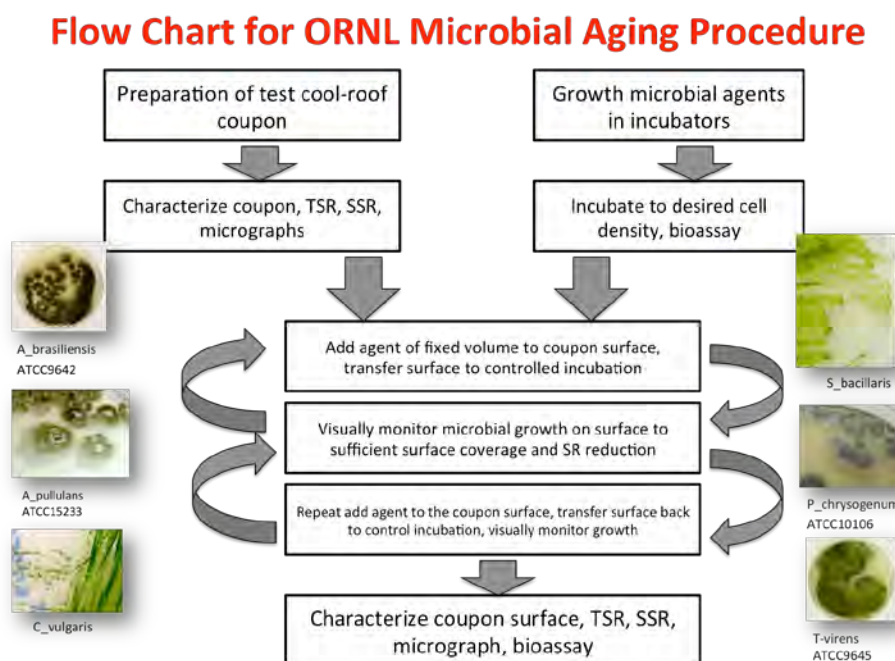 Flow Chart for ORNL Microbial Aging Procedure
Preparation of test cool-roof
coupon
Growth microbial agents
in incubators
Characterize coupon, TSR, SSR,
micrographs
Incubate to desired cell
density, bioassay
A_brasiliensis
ATCC9642
Add agent of fixed volume to coupon surface,
transfer surface to controlled incubation
S_bacillaris
A_pullulans
ATCC15233
Visually monitor microbial growth on surface to
sufficient surface coverage and SR reduction
P_chrysogenum
ATCC10106
Repeat add agent to the coupon surface, transfer surface back
to control incubation, visually monitor growth
C_vulgaris
Characterize coupon surface, TSR, SSR,
micrograph, bioassay
T-virens
ATCC9645